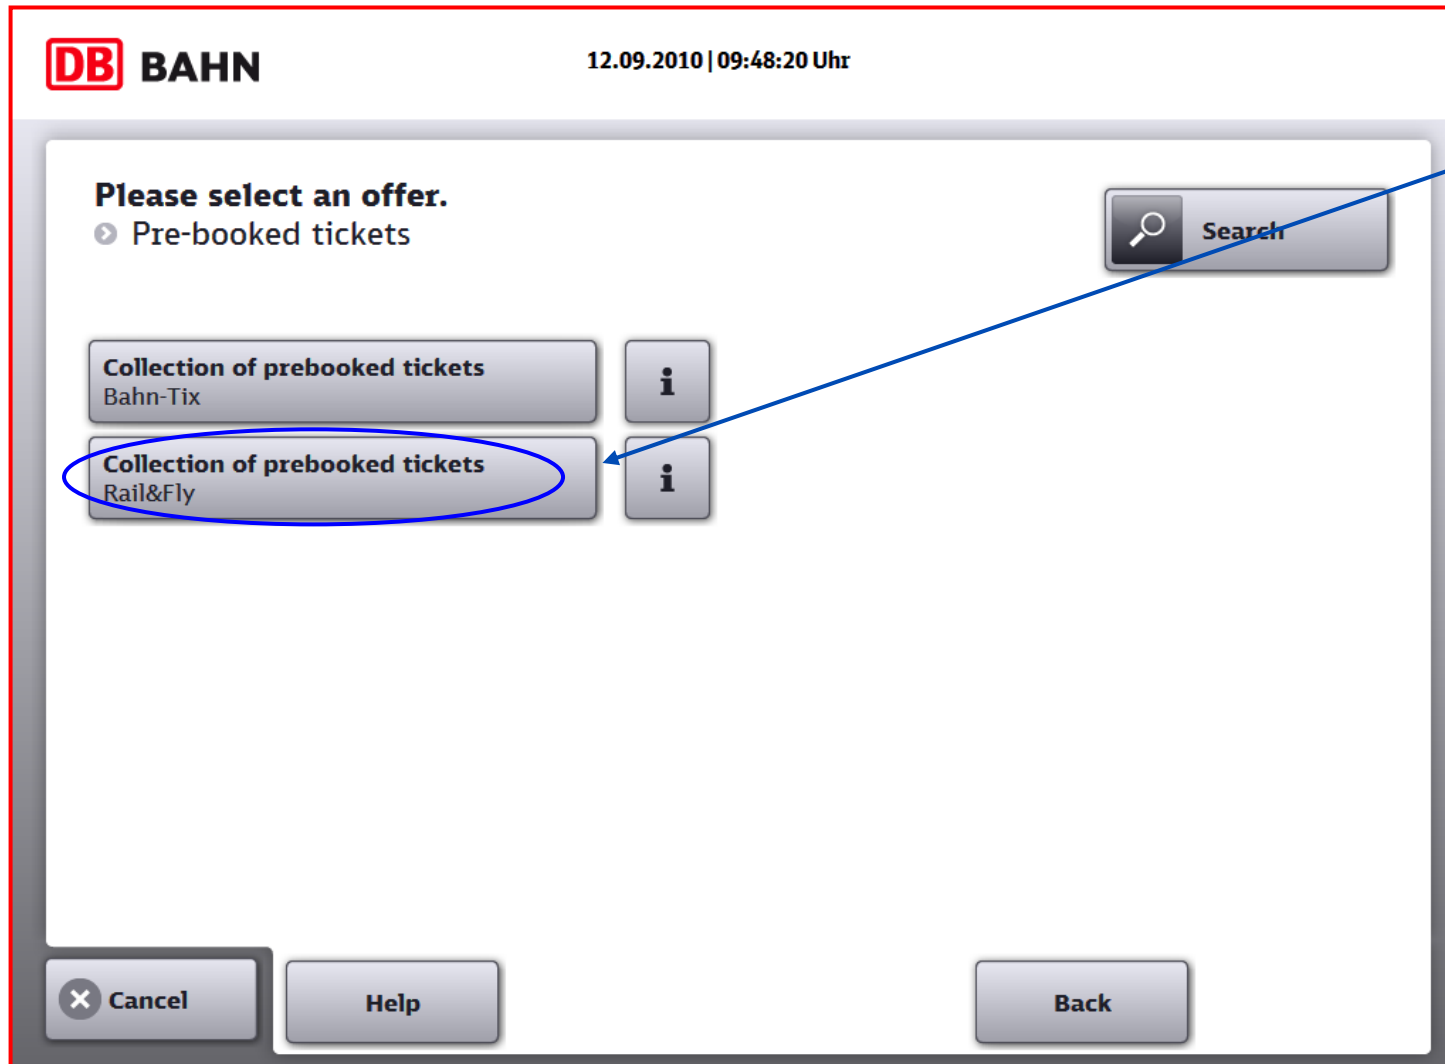 DB BAHN
12.09.2010 | 09:48:20 Uhr
Please select an offer.
Pre-booked tickets
Search
Collection of prebooked tickets
Bahn-Tix
i
Collection of prebooked tickets
Rail&Fly
i
Cancel
Help
Back